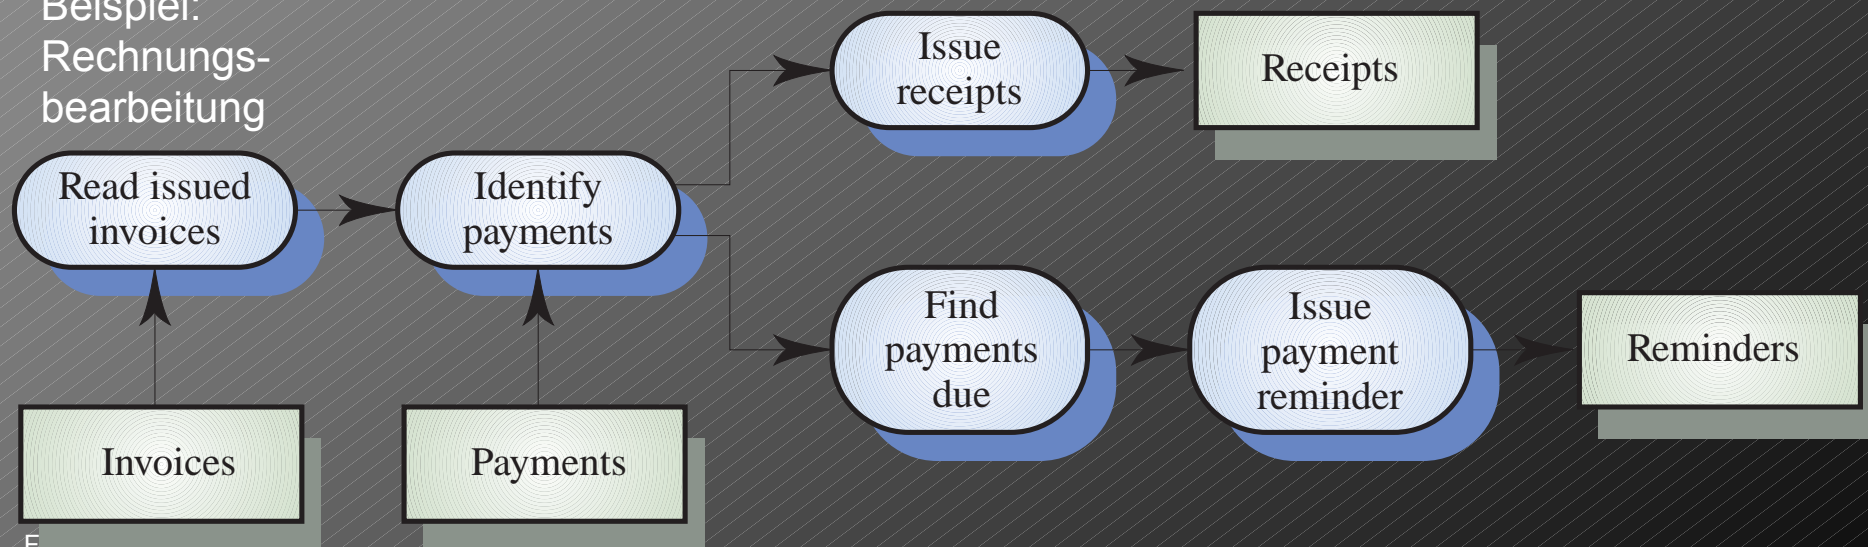 Beispiel:
Rechnungs-
bearbeitung
Read issued
invoices
Identify
payments
Issue
receipts
Receipts
Find
payments
due
Issue
payment
reminder
Reminders
Invoices
Payments